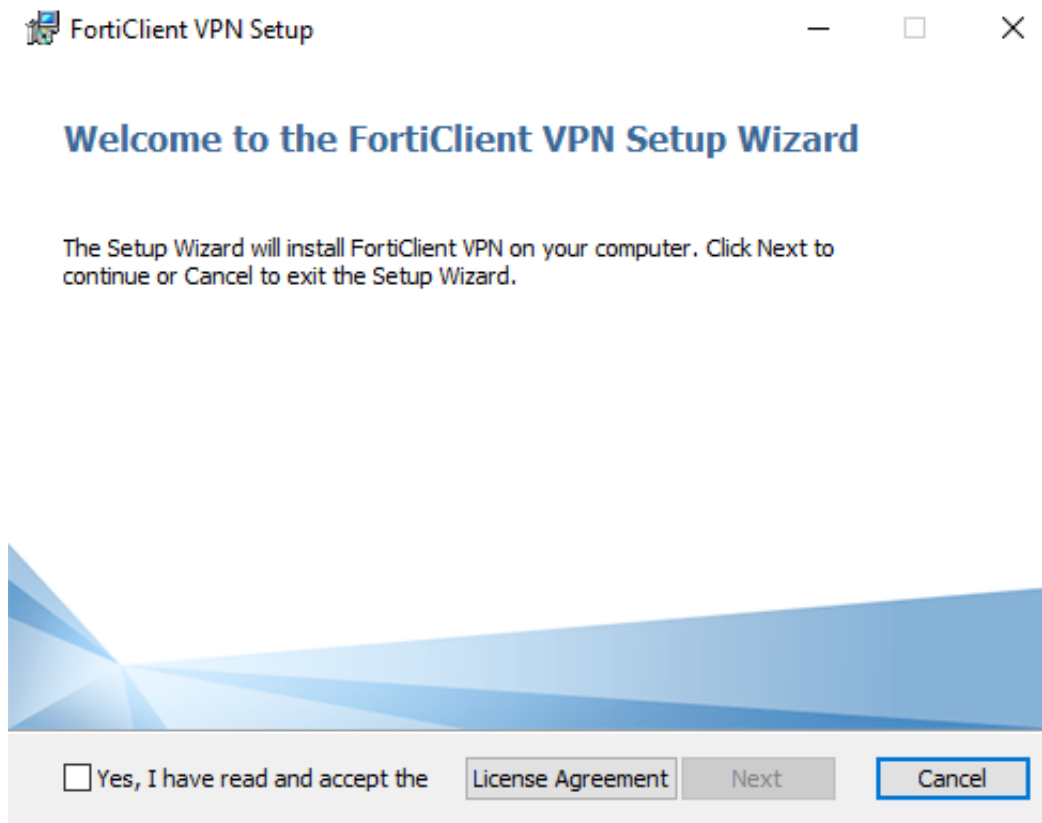 FortiClient VPN Setup
Welcome to the FortiClient VPN Setup Wizard
The Setup Wizard will install FortiClient VPN on your computer. Click Next to
continue or Cancel to exit the Setup Wizard.
Yes, I have read and accept the License Agreement Next Cancel